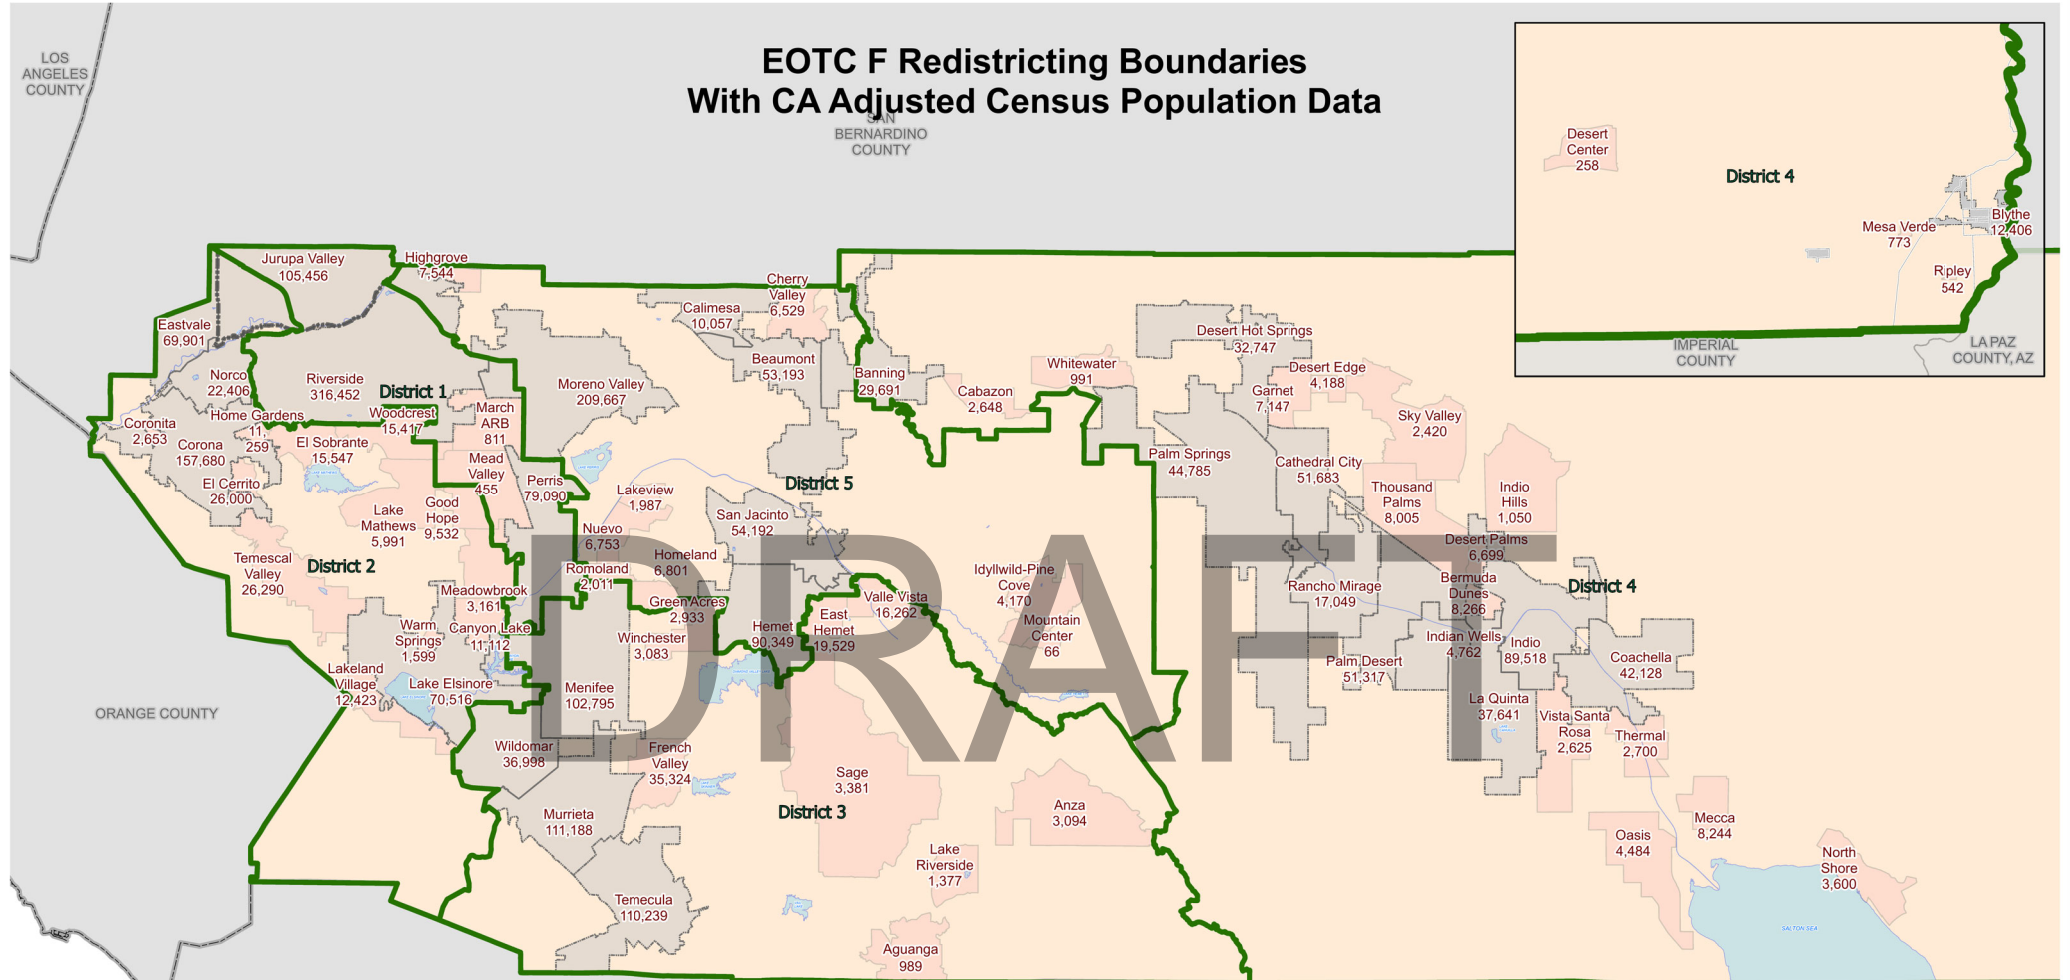 EOTC F Redistricting Boundaries
With CA Adjusted Census Population Data
LOS
ANGELES
COUNTY
SAN
BERNARDINO
COUNTY
Desert
Center
258
District 4
Mesa Verde
773
Blythe
12,406
Ripley
542
IMPERIAL
COUNTY
LA PAZ
COUNTY, AZ
Jurupa Valley
105,456
Highgrove
7,544
Eastvale
69,901
Norco
22,406
Riverside
316,452
District 1
Woodcrest
15,417
March
ARB
811
Home Gardens
11,
259
Coronita
2,653
Corona
157,680
El Sobrante
15,547
El Cerrito
26,000
Mead
Valley
455
Good
Hope
9,532
Lake
Mathews
5,991
Temescal
Valley
26,290
District 2
Meadowbrook
3,161
Warm
Springs
1,599
Canyon Lake
11,112
Lakeland
Village
12,423
Lake Elsinore
70,516
ORANGE COUNTY
Cherry
Valley
6,529
Calimesa
10,057
Beaumont
53,193
Banning
29,691
Moreno Valley
209,667
Perris
79,090
District 5
Lakeview
1,987
Nuevo
6,753
San Jacinto
54,192
Homeland
6,801
Romoland
2,011
Green Acres
2,933
Winchester
3,083
Hemet
90,349
East
Hemet
19,529
Valle Vista
16,262
Idyllwild-Pine
Cove
4,170
Mountain
Center
66
Menifee
102,795
Wildomar
36,998
French
Valley
35,324
Murrieta
111,188
Temecula
110,239
Sage
3,381
District 3
Anza
3,094
Lake
Riverside
1,377
Aguanga
989
Cabazon
2,648
Whitewater
991
Desert Hot Springs
32,747
Desert Edge
4,188
Garnet
7,147
Sky Valley
2,420
Palm Springs
44,785
Cathedral City
51,683
Thousand
Palms
8,005
Indio
Hills
1,050
Desert Palms
6,699
Rancho Mirage
17,049
Bermuda
Dunes
8,266
District 4
Indian Wells
4,762
Indio
89,518
Palm Desert
51,317
Coachella
42,128
La Quinta
37,641
Vista Santa
Rosa
2,625
Thermal
2,700
Mecca
8,244
Oasis
4,484
North
Shore
3,600
SALTON SEA
DRAFT